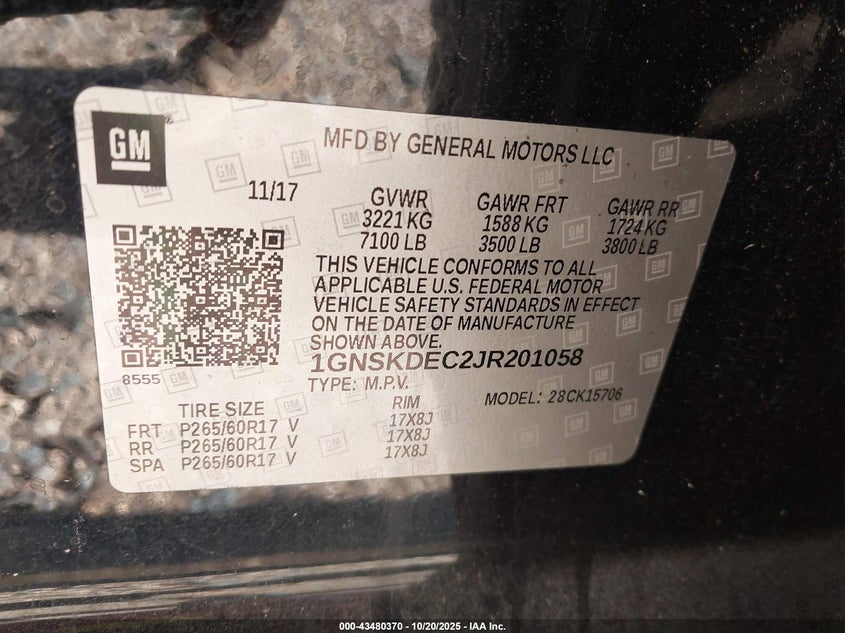 GM
MFD BY GENERAL MOTORS LLC
11/17
GVWR GAWR FRT GAWR RR
3221 KG 1588 KG 1724 KG
7100 LB 3500 LB 3800 LB
THIS VEHICLE CONFORMS TO ALL
APPLICABLE U.S. FEDERAL MOTOR
VEHICLE SAFETY STANDARDS IN EFFECT
ON THE DATE OF MANUFACTURE
SHOWN ABOVE.
8555
1GNSKDEC2JR201058
TYPE: M.P.V. MODEL: 28CK15706
TIRE SIZE RIM
FRT P265/60R17 V 17X8J
RR P265/60R17 V 17X8J
SPA P265/60R17 V 17X8J
000-43480370 - 10/20/2025 - IAA Inc.